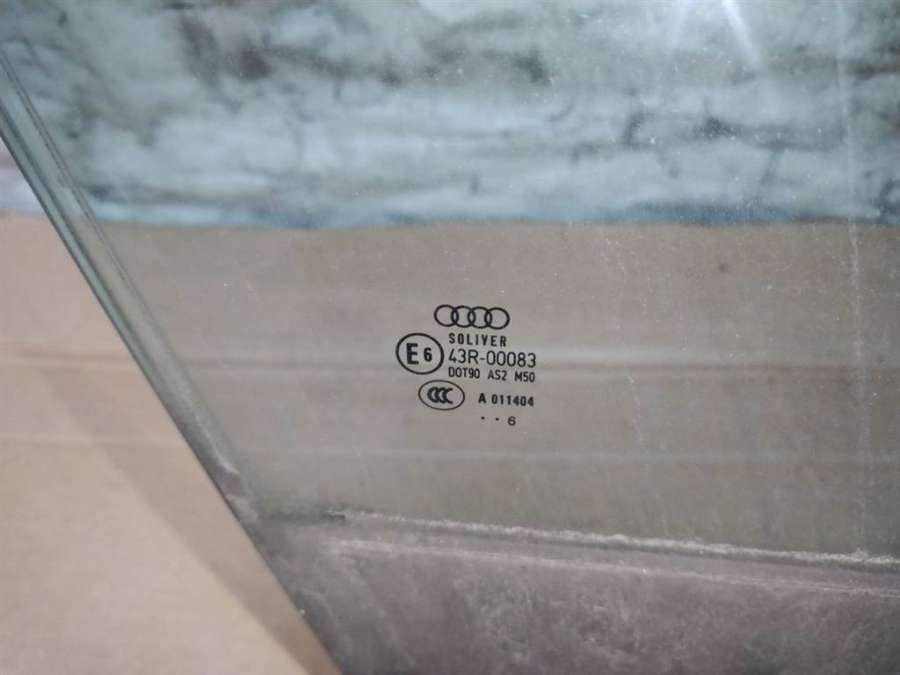 SOLIVER
E6 43R-00083
DOT90 AS2 M50
CCC A 011404
. . 6